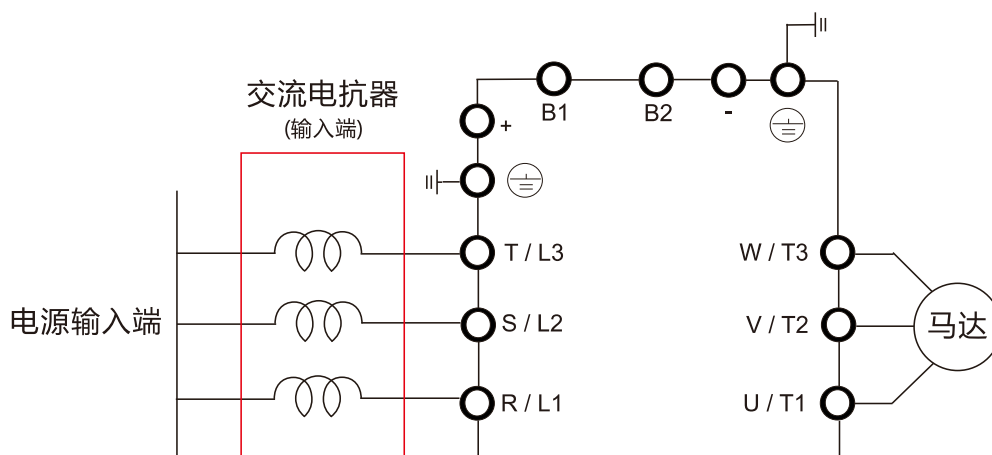 交流电抗器
(输入端)
电源输入端
+
B1
B2
-
T / L3
S / L2
R / L1
W / T3
V / T2
U / T1
马达